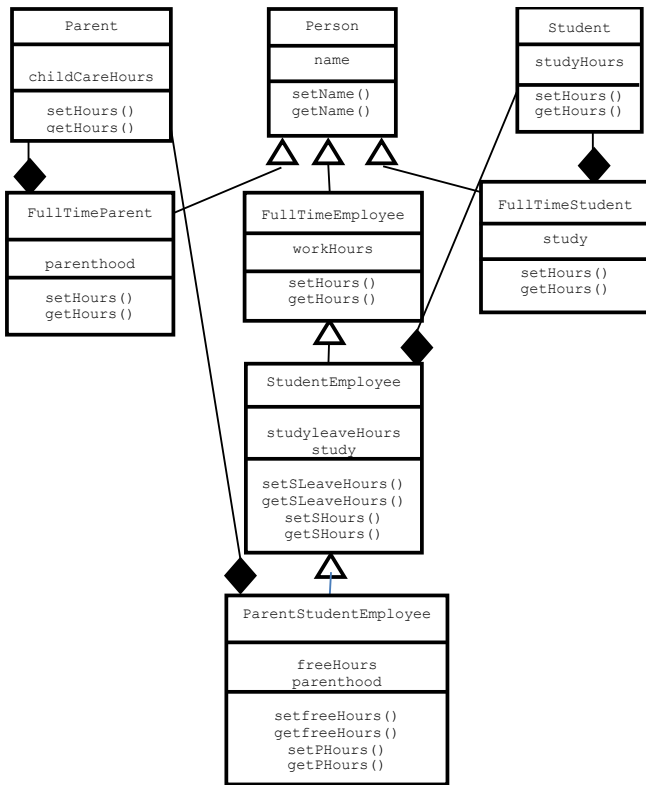 Parent
childCareHours
setHours()
getHours()
Person
name
setName()
getName()
Student
studyHours
setHours()
getHours()
FullTimeParent
parenthood
setHours()
getHours()
FullTimeEmployee
workHours
setHours()
getHours()
FullTimeStudent
study
setHours()
getHours()
StudentEmployee
studyleaveHours
study
setSLeaveHours()
getSLeaveHours()
setSHours()
getSHours()
ParentStudentEmployee
freeHours
parenthood
setfreeHours()
getfreeHours()
setPHours()
getPHours()